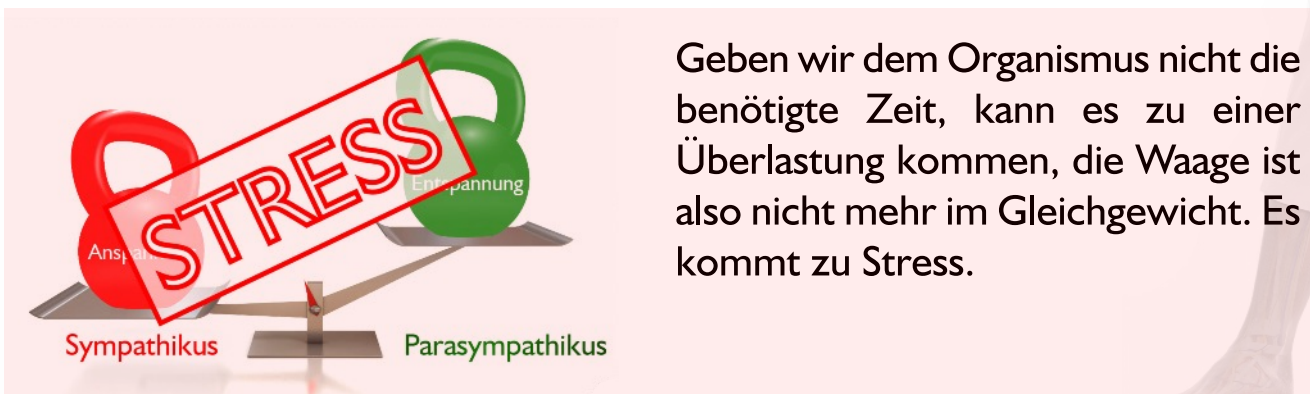 STRESS
Entspannung
Sympathikus
Parasympathikus
Geben wir dem Organismus nicht die
benötigte Zeit, kann es zu einer
Überlastung kommen, die Waage ist
also nicht mehr im Gleichgewicht. Es
kommt zu Stress.